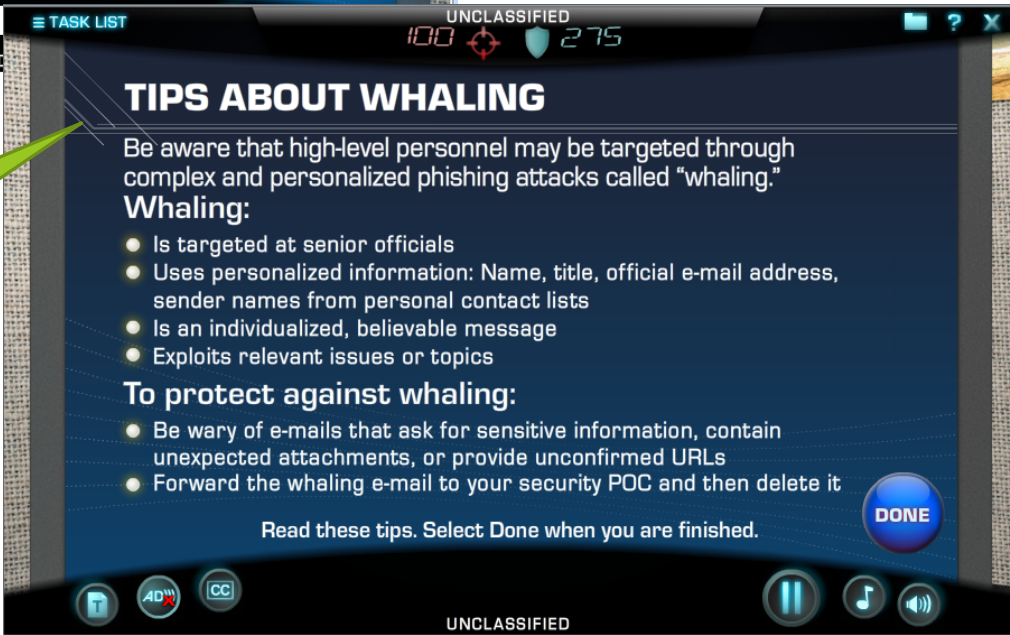 TASK LIST
UNCLASSIFIED
? X
100 275
TIPS ABOUT WHALING
Be aware that high-level personnel may be targeted through
complex and personalized phishing attacks called “whaling.”
Whaling:
Is targeted at senior officials
Uses personalized information: Name, title, official e-mail address,
sender names from personal contact lists
Is an individualized, believable message
Exploits relevant issues or topics
To protect against whaling:
Be wary of e-mails that ask for sensitive information, contain
unexpected attachments, or provide unconfirmed URLs
Forward the whaling e-mail to your security POC and then delete it
DONE
Read these tips. Select Done when you are finished.
T AD CC
UNCLASSIFIED